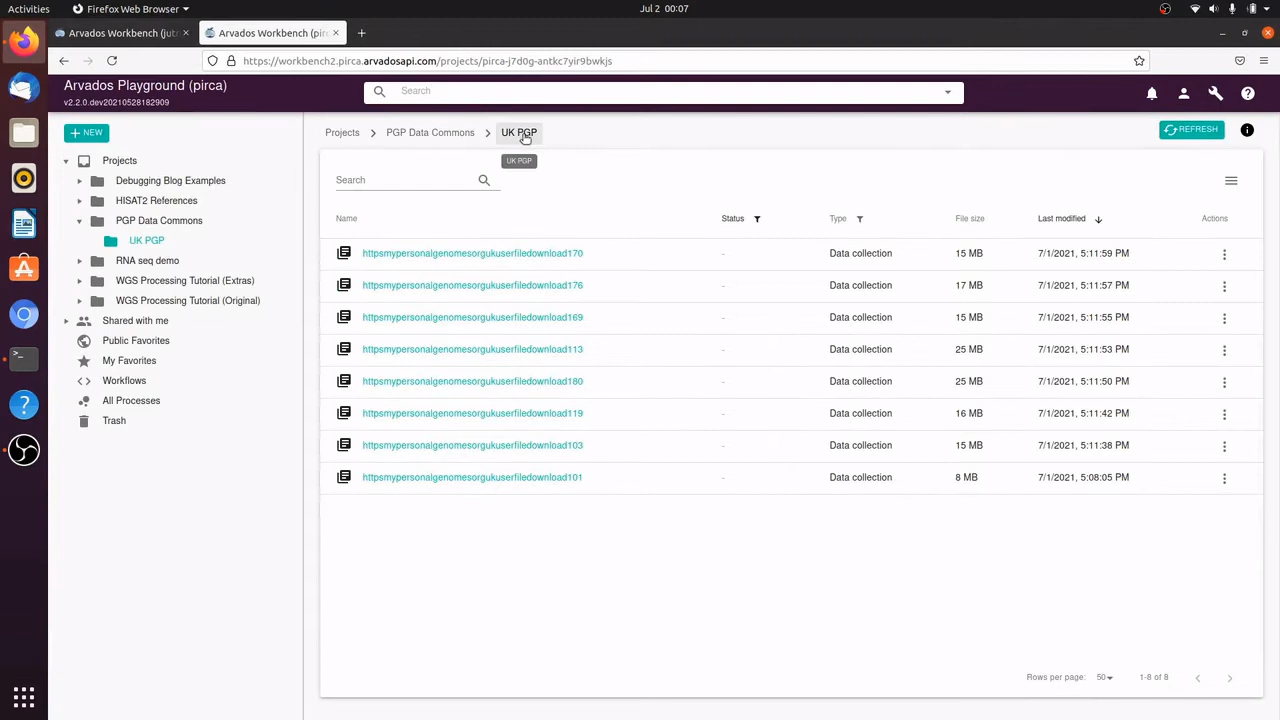 Activities Firefox Web Browser Jul 2 00:07
Arvados Workbench (jutr
Arvados Workbench (pirc
https://workbench2.pirca.arvadosapi.com/projects/pirca-j7d0g-antkc7yir9bwkjs
Arvados Playground (pirca)
v2.2.0.dev20210528182909
Search
+ NEW
Projects
Debugging Blog Examples
HISAT2 References
PGP Data Commons
UK PGP
RNA seq demo
WGS Processing Tutorial (Extras)
WGS Processing Tutorial (Original)
Shared with me
Public Favorites
My Favorites
Workflows
All Processes
Trash
Projects > PGP Data Commons > UK PGP
REFRESH
UK PGP
Search
Name Status Type File size Last modified Actions
httpsmypersonalgenomesorgukuserfiledownload170 - Data collection 15 MB 7/1/2021, 5:11:59 PM
httpsmypersonalgenomesorgukuserfiledownload176 - Data collection 17 MB 7/1/2021, 5:11:57 PM
httpsmypersonalgenomesorgukuserfiledownload169 - Data collection 15 MB 7/1/2021, 5:11:55 PM
httpsmypersonalgenomesorgukuserfiledownload113 - Data collection 25 MB 7/1/2021, 5:11:53 PM
httpsmypersonalgenomesorgukuserfiledownload180 - Data collection 25 MB 7/1/2021, 5:11:50 PM
httpsmypersonalgenomesorgukuserfiledownload119 - Data collection 16 MB 7/1/2021, 5:11:42 PM
httpsmypersonalgenomesorgukuserfiledownload103 - Data collection 15 MB 7/1/2021, 5:11:38 PM
httpsmypersonalgenomesorgukuserfiledownload101 - Data collection 8 MB 7/1/2021, 5:08:05 PM
Rows per page: 50 1-8 of 8